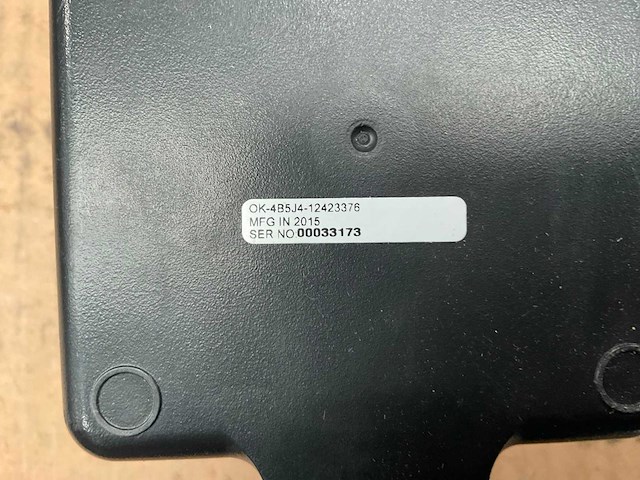 OK-4B5J4-12423376
MFG IN 2015
SER NO 00033173